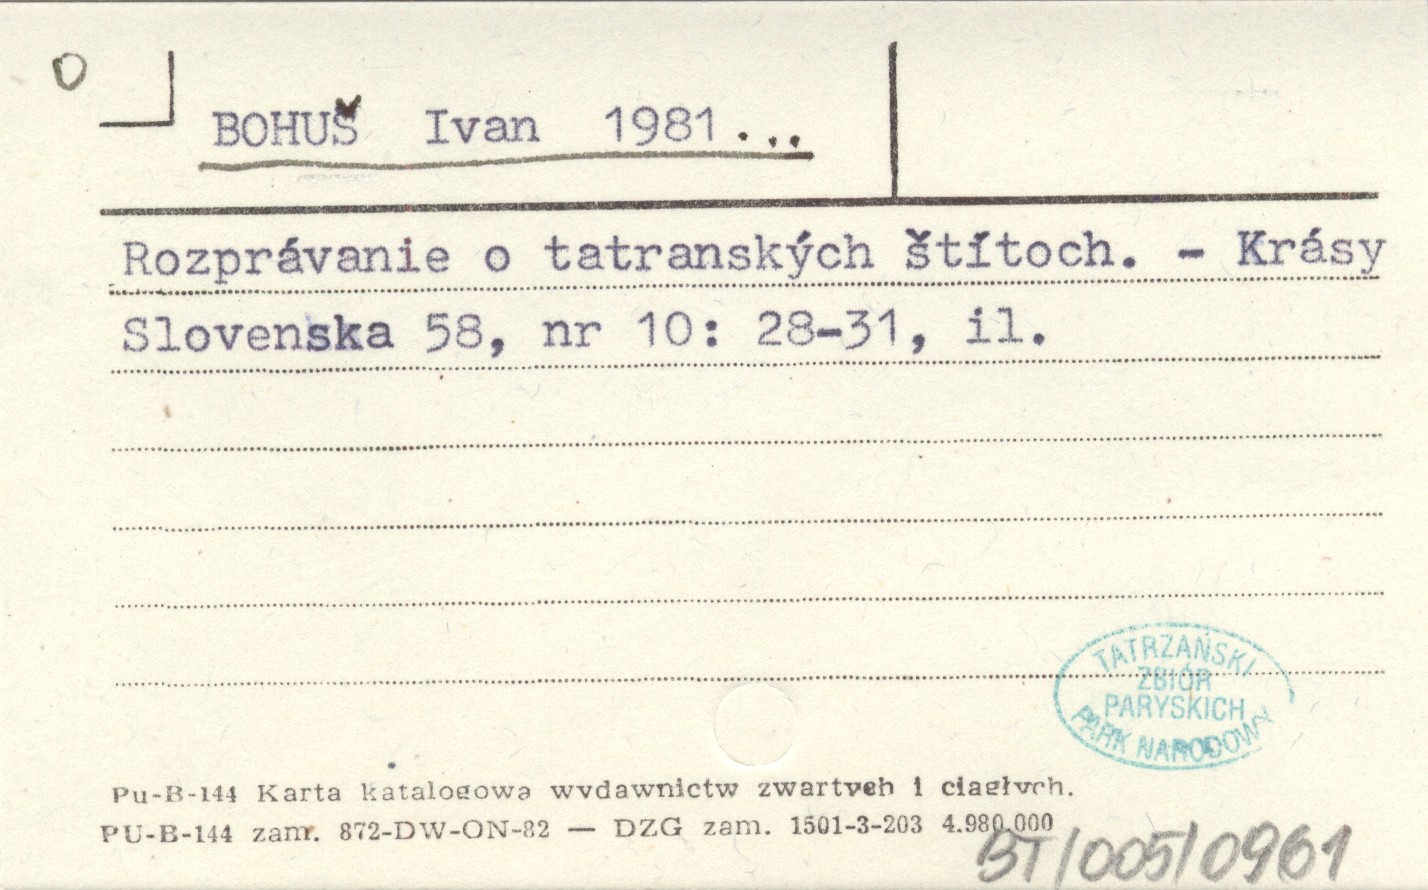 BOHUŠ Ivan 1981...
Rozprávanie o tatranských štítoch. - Krásy
Slovenska 58, nr 10: 28-31, il.
TATRZAŃSKI
ZBIÓR
PARYSKICH
PARK NARODOWY
Pu-B-144 Karta katalogowa wydawnictw zwartych i ciągłych.
PU-B-144 zam. 872-DW-ON-82 — DZG zam. 1501-3-203 4.980.000
BT/005/0961